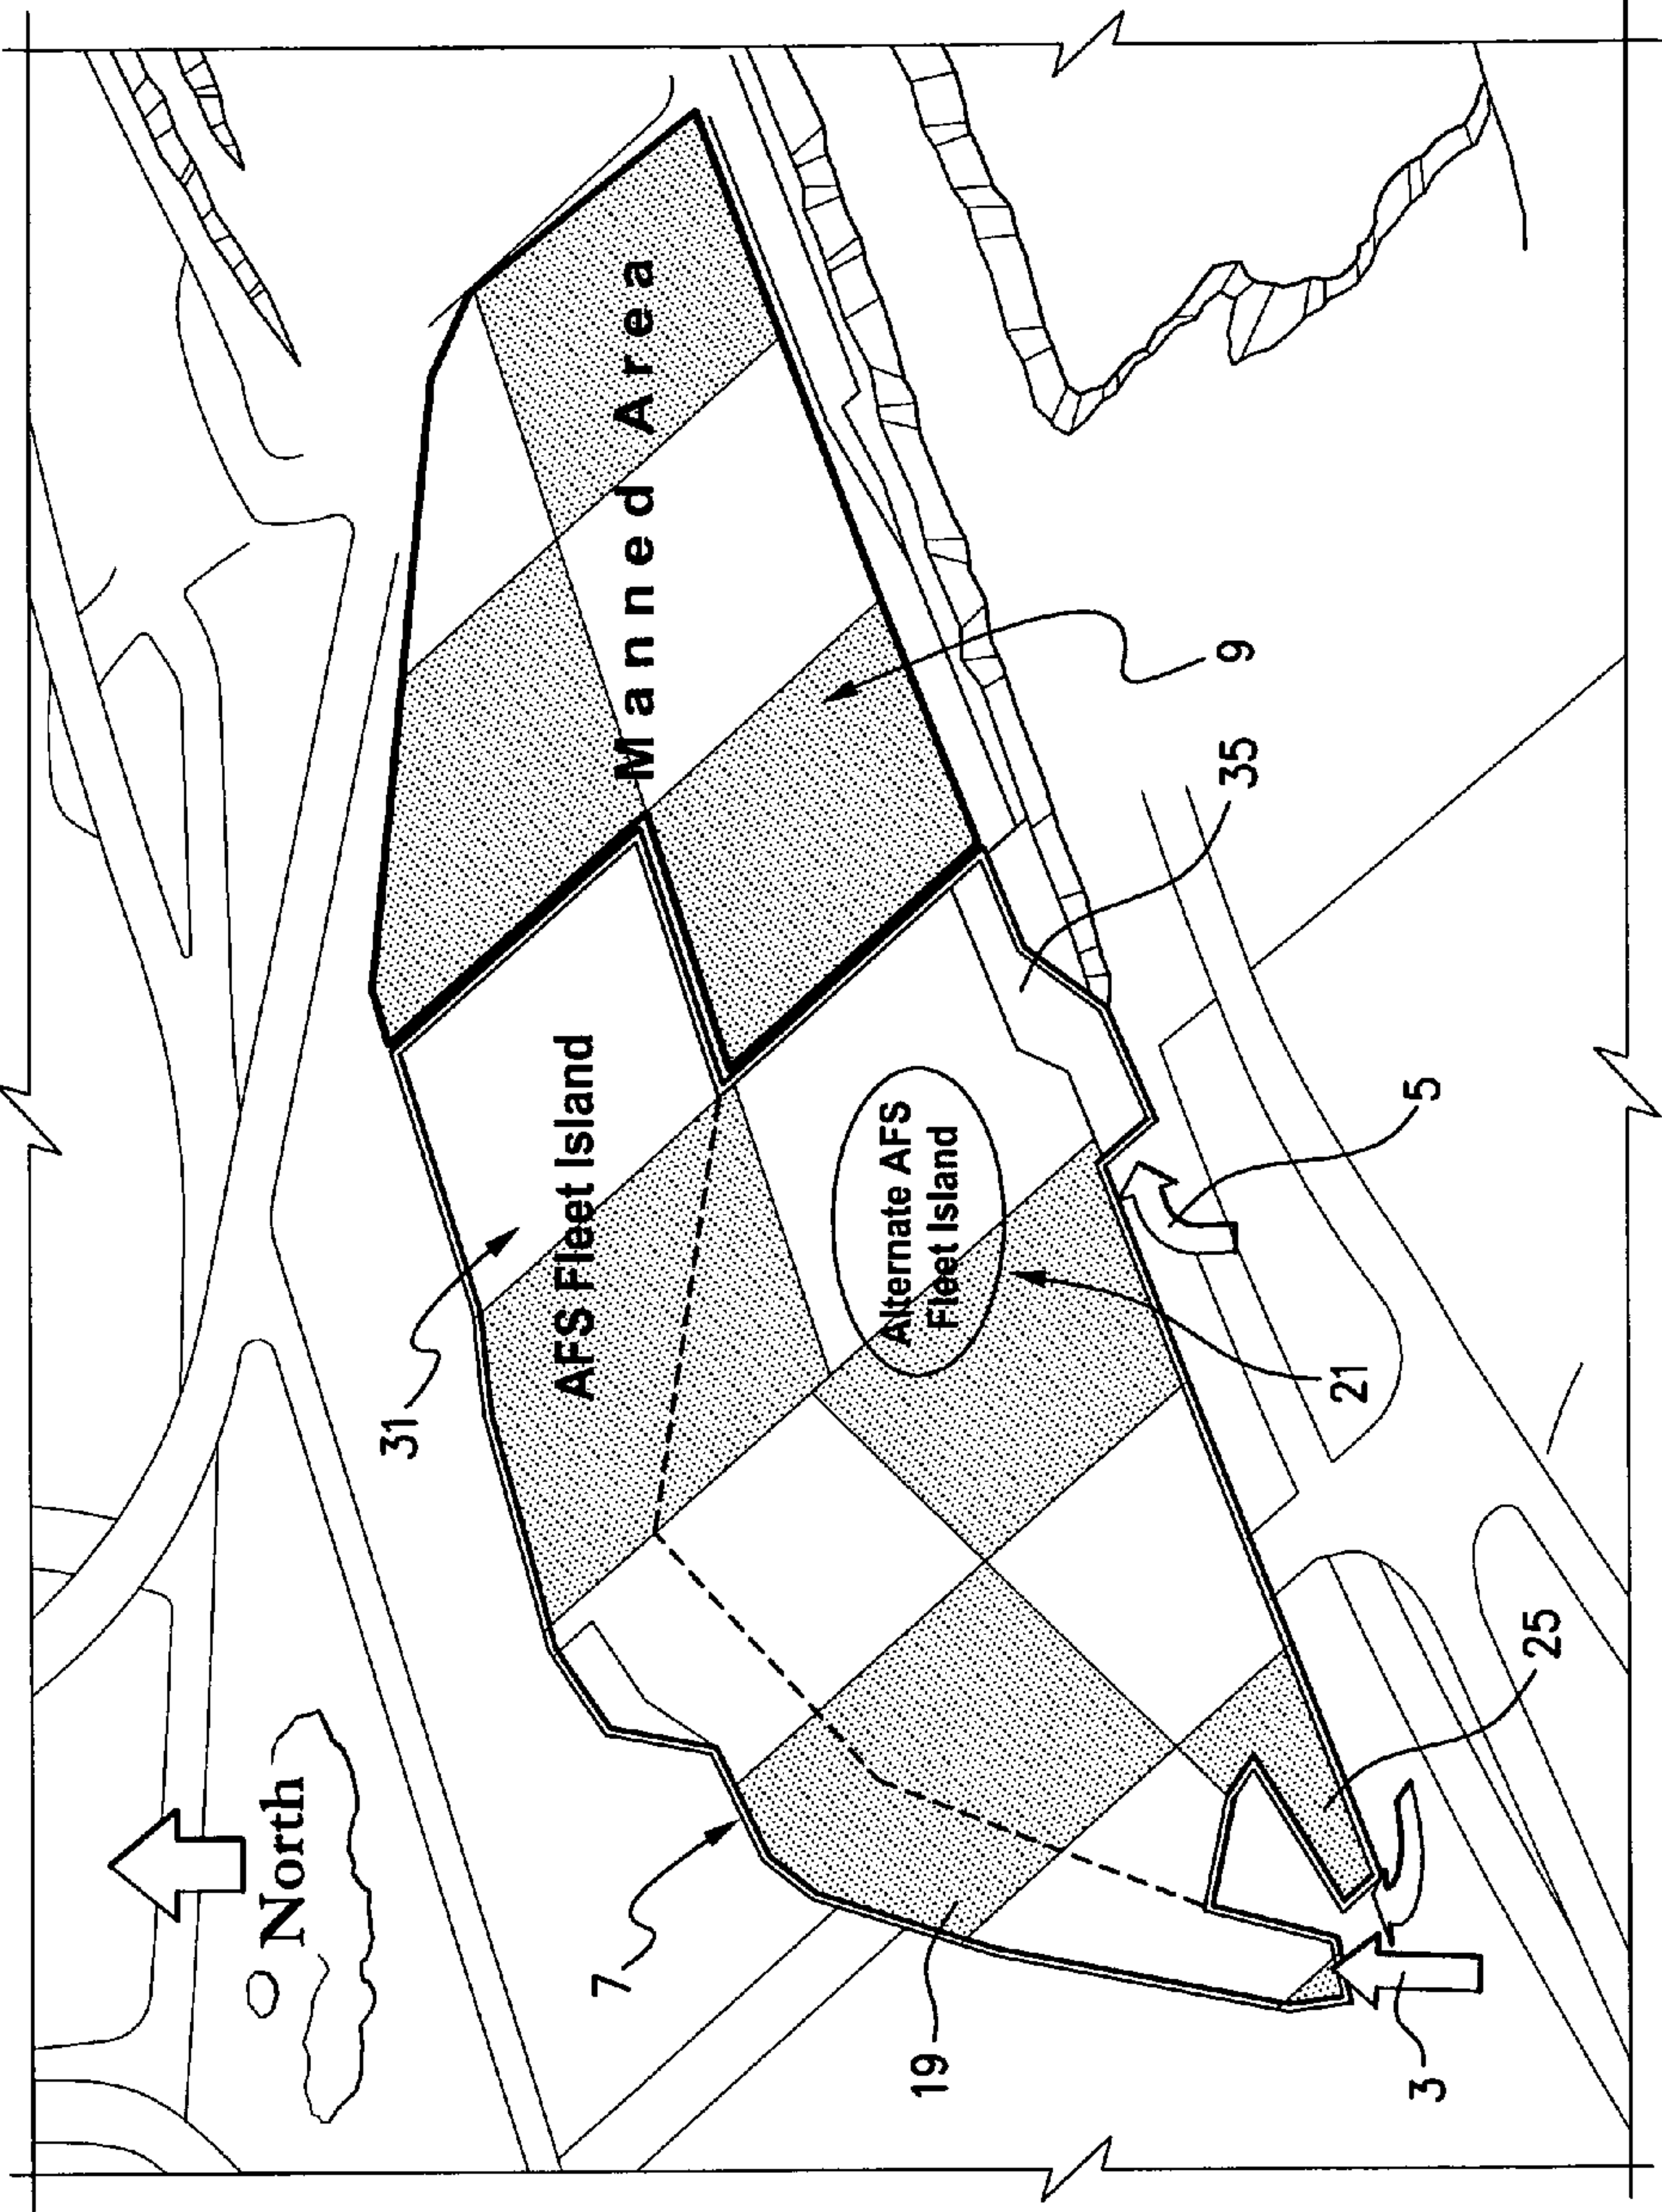 North
31
AFS Fleet Island
Manned Area
7
19
Alternate AFS
Fleet Island
9
35
5
21
25
3